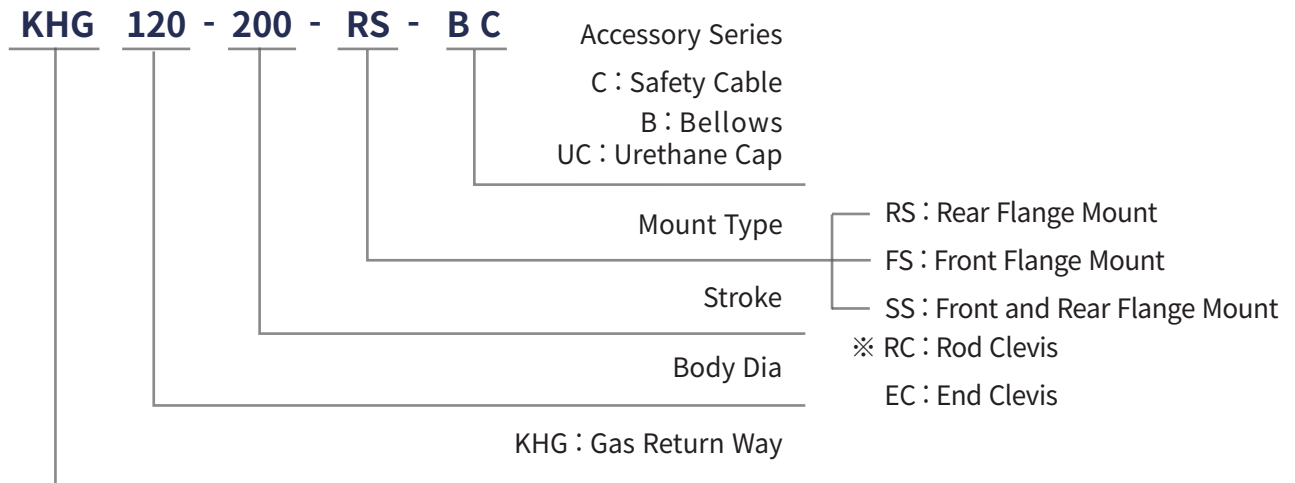 KHG 120 - 200 - RS - B C
Accessory Series
C : Safety Cable
B : Bellows
UC : Urethane Cap
Mount Type
RS : Rear Flange Mount
FS : Front Flange Mount
SS : Front and Rear Flange Mount
※ RC : Rod Clevis
EC : End Clevis
Stroke
Body Dia
KHG : Gas Return Way